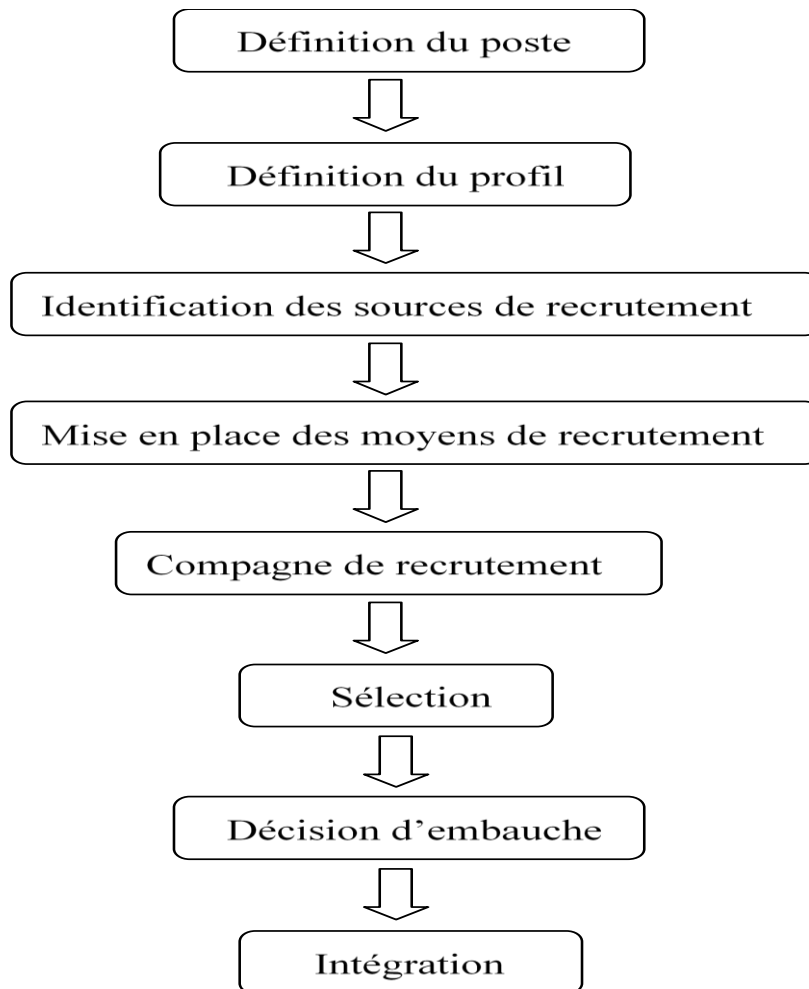 Définition du poste
Définition du profil
Identification des sources de recrutement
Mise en place des moyens de recrutement
Compagne de recrutement
Sélection
Décision d’embauche
Intégration